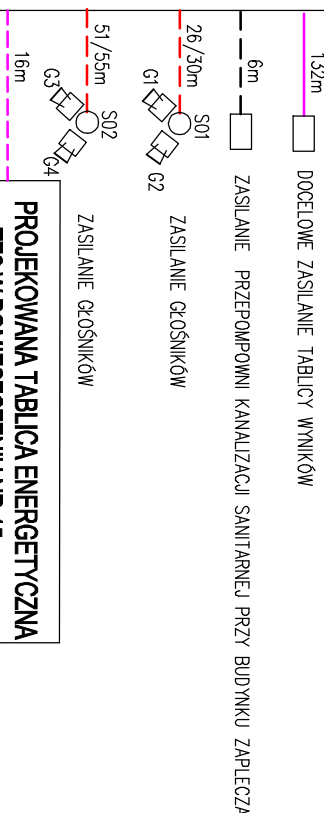 132m
DOCELOWE ZASILANIE TABLICY WYNIKÓW
6m
ZASILANIE PRZEPOMPOWNI KANALIZACJI SANITARNEJ PRZY BUDYNKU ZAPLECZA
26/30m
S01
G1
G2
ZASILANIE GŁOŚNIKÓW
51/55m
S02
G3
G4
ZASILANIE GŁOŚNIKÓW
16m
PROJEKOWANA TABLICA ENERGETYCZNA